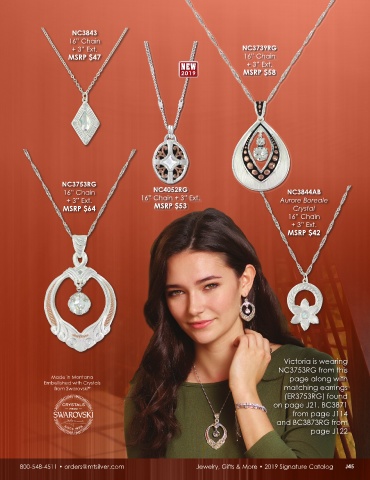 NC3843
16" Chain
+ 3" Ext.
MSRP $47
NC3739RG
16" Chain
+ 3" Ext.
MSRP $58
NEW
2019
NC3753RG
16" Chain
+ 3" Ext.
MSRP $64
NC4052RG
16" Chain + 3" Ext.
MSRP $53
NC3844AB
Aurore Boreale
Crystal
16" Chain
+ 3" Ext.
MSRP $42
Made in Montana
Embellished with Crystals
from Swarovski®
CRYSTALS
FROM
SWAROVSKI
Victoria is wearing
NC3753RG from this
page along with
matching earrings
(ER3753RG) found
on page J21, BC3871
from page J114
and BC3873RG from
page J122
800-548-4511 • orders@mtsilver.com
Jewelry, Gifts & More • 2019 Signature Catalog J45